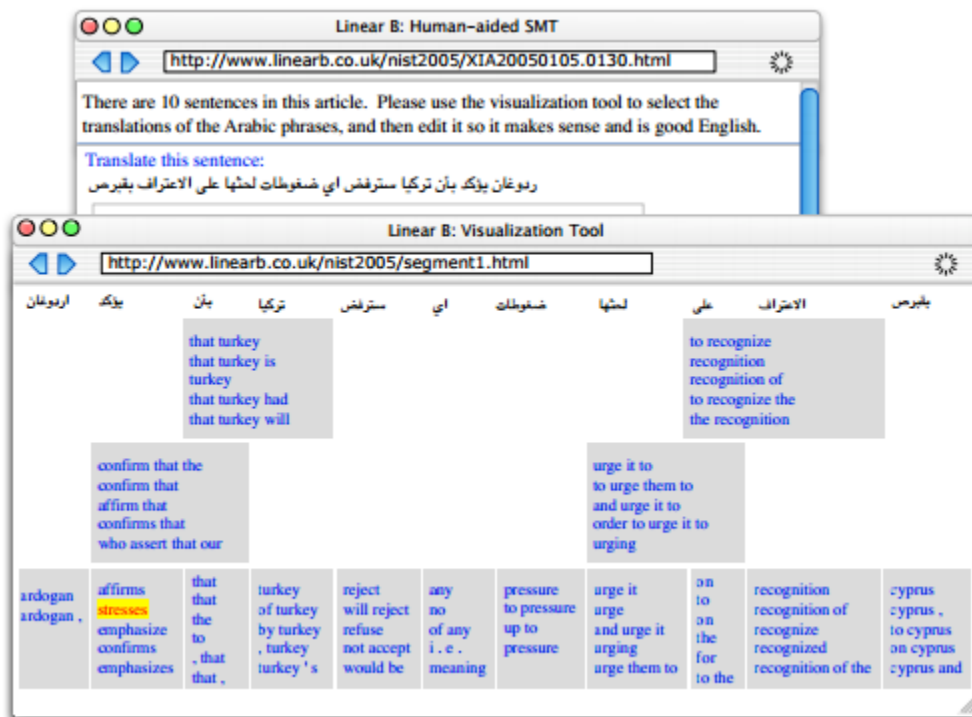 Linear B: Human-aided SMT
http://www.linearb.co.uk/nist2005/XIA20050105.0130.html
There are 10 sentences in this article. Please use the visualization tool to select the
translations of the Arabic phrases, and then edit it so it makes sense and is good English.
Translate this sentence:
ردوغان يؤكد بأن تركيا سترفض اي ضغوطات لحثها على الاعتراف بقبرص
Linear B: Visualization Tool
http://www.linearb.co.uk/nist2005/segment1.html
اردوغان يؤكد بأن تركيا سترفض اي ضغوطات لحثها على الاعتراف بقبرص
that turkey
that turkey is
turkey
that turkey had
that turkey will
to recognize
recognition
recognition of
to recognize the
the recognition
confirm that the
confirm that
affirm that
confirms that
who assert that our
urge it to
to urge them to
and urge it to
order to urge it to
urging
ardogan
ardogan ,
affirms
stresses
emphasize
confirms
emphasizes
that
that
the
to
, that
that ,
turkey
of turkey
by turkey
, turkey
turkey 's
reject
will reject
refuse
not accept
would be
any
no
of any
i . e .
meaning
pressure
to pressure
up to
pressure
urge it
urge
and urge it
urging
urge them to
on
to
on
the
for
to the
recognition
recognition of
recognize
recognized
recognition of the
cyprus
cyprus ,
to cyprus
on cyprus
cyprus and